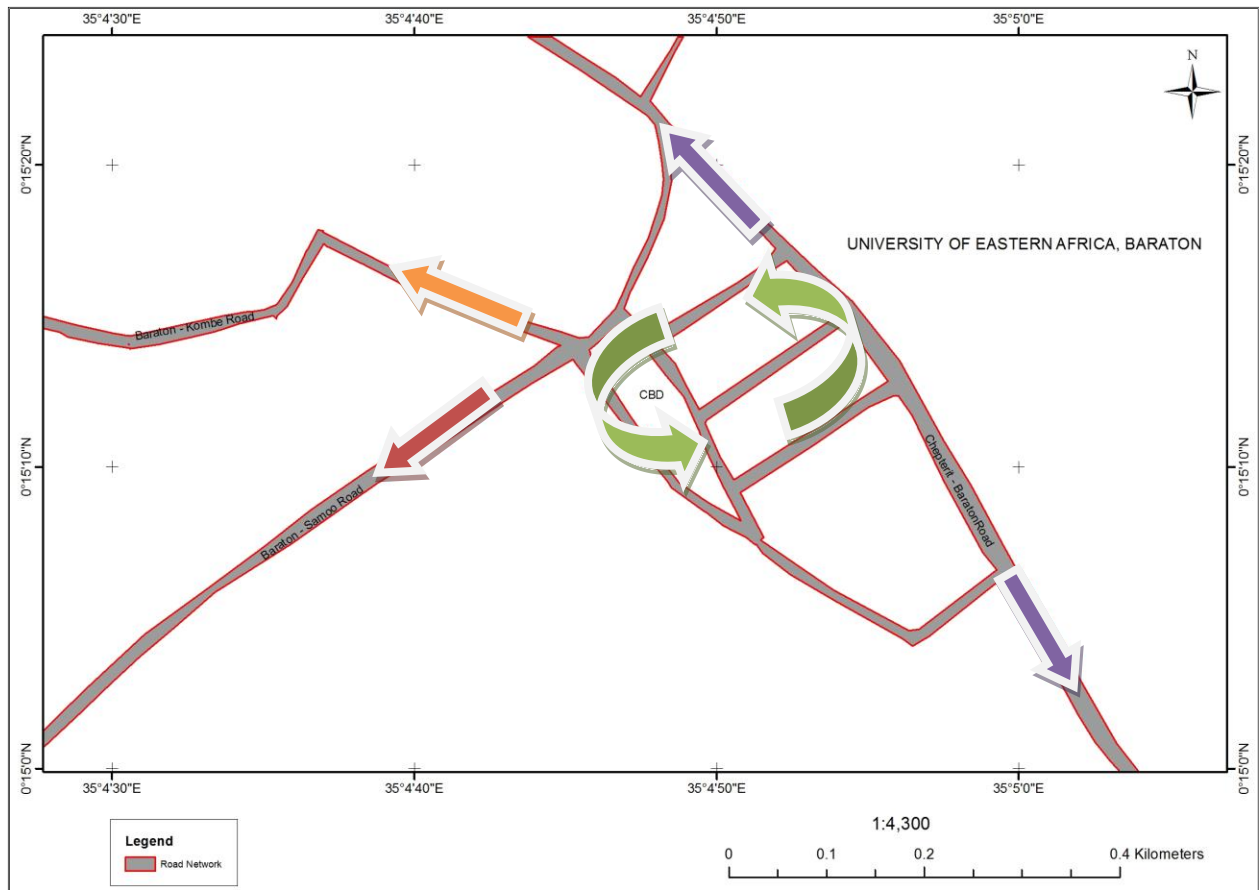 35°4'30"E
35°4'40"E
35°4'50"E
35°5'0"E
N
0°15'20"N
0°15'20"N
UNIVERSITY OF EASTERN AFRICA, BARATON
Baraton - Kombe Road
CBD
0°15'10"N
0°15'10"N
Chepterit - BaratonRoad
Baraton - Samoo Road
0°15'0"N
0°15'0"N
35°4'30"E
35°4'40"E
35°4'50"E
35°5'0"E
1:4,300
Legend
Road Network
0 0.1 0.2 0.4 Kilometers